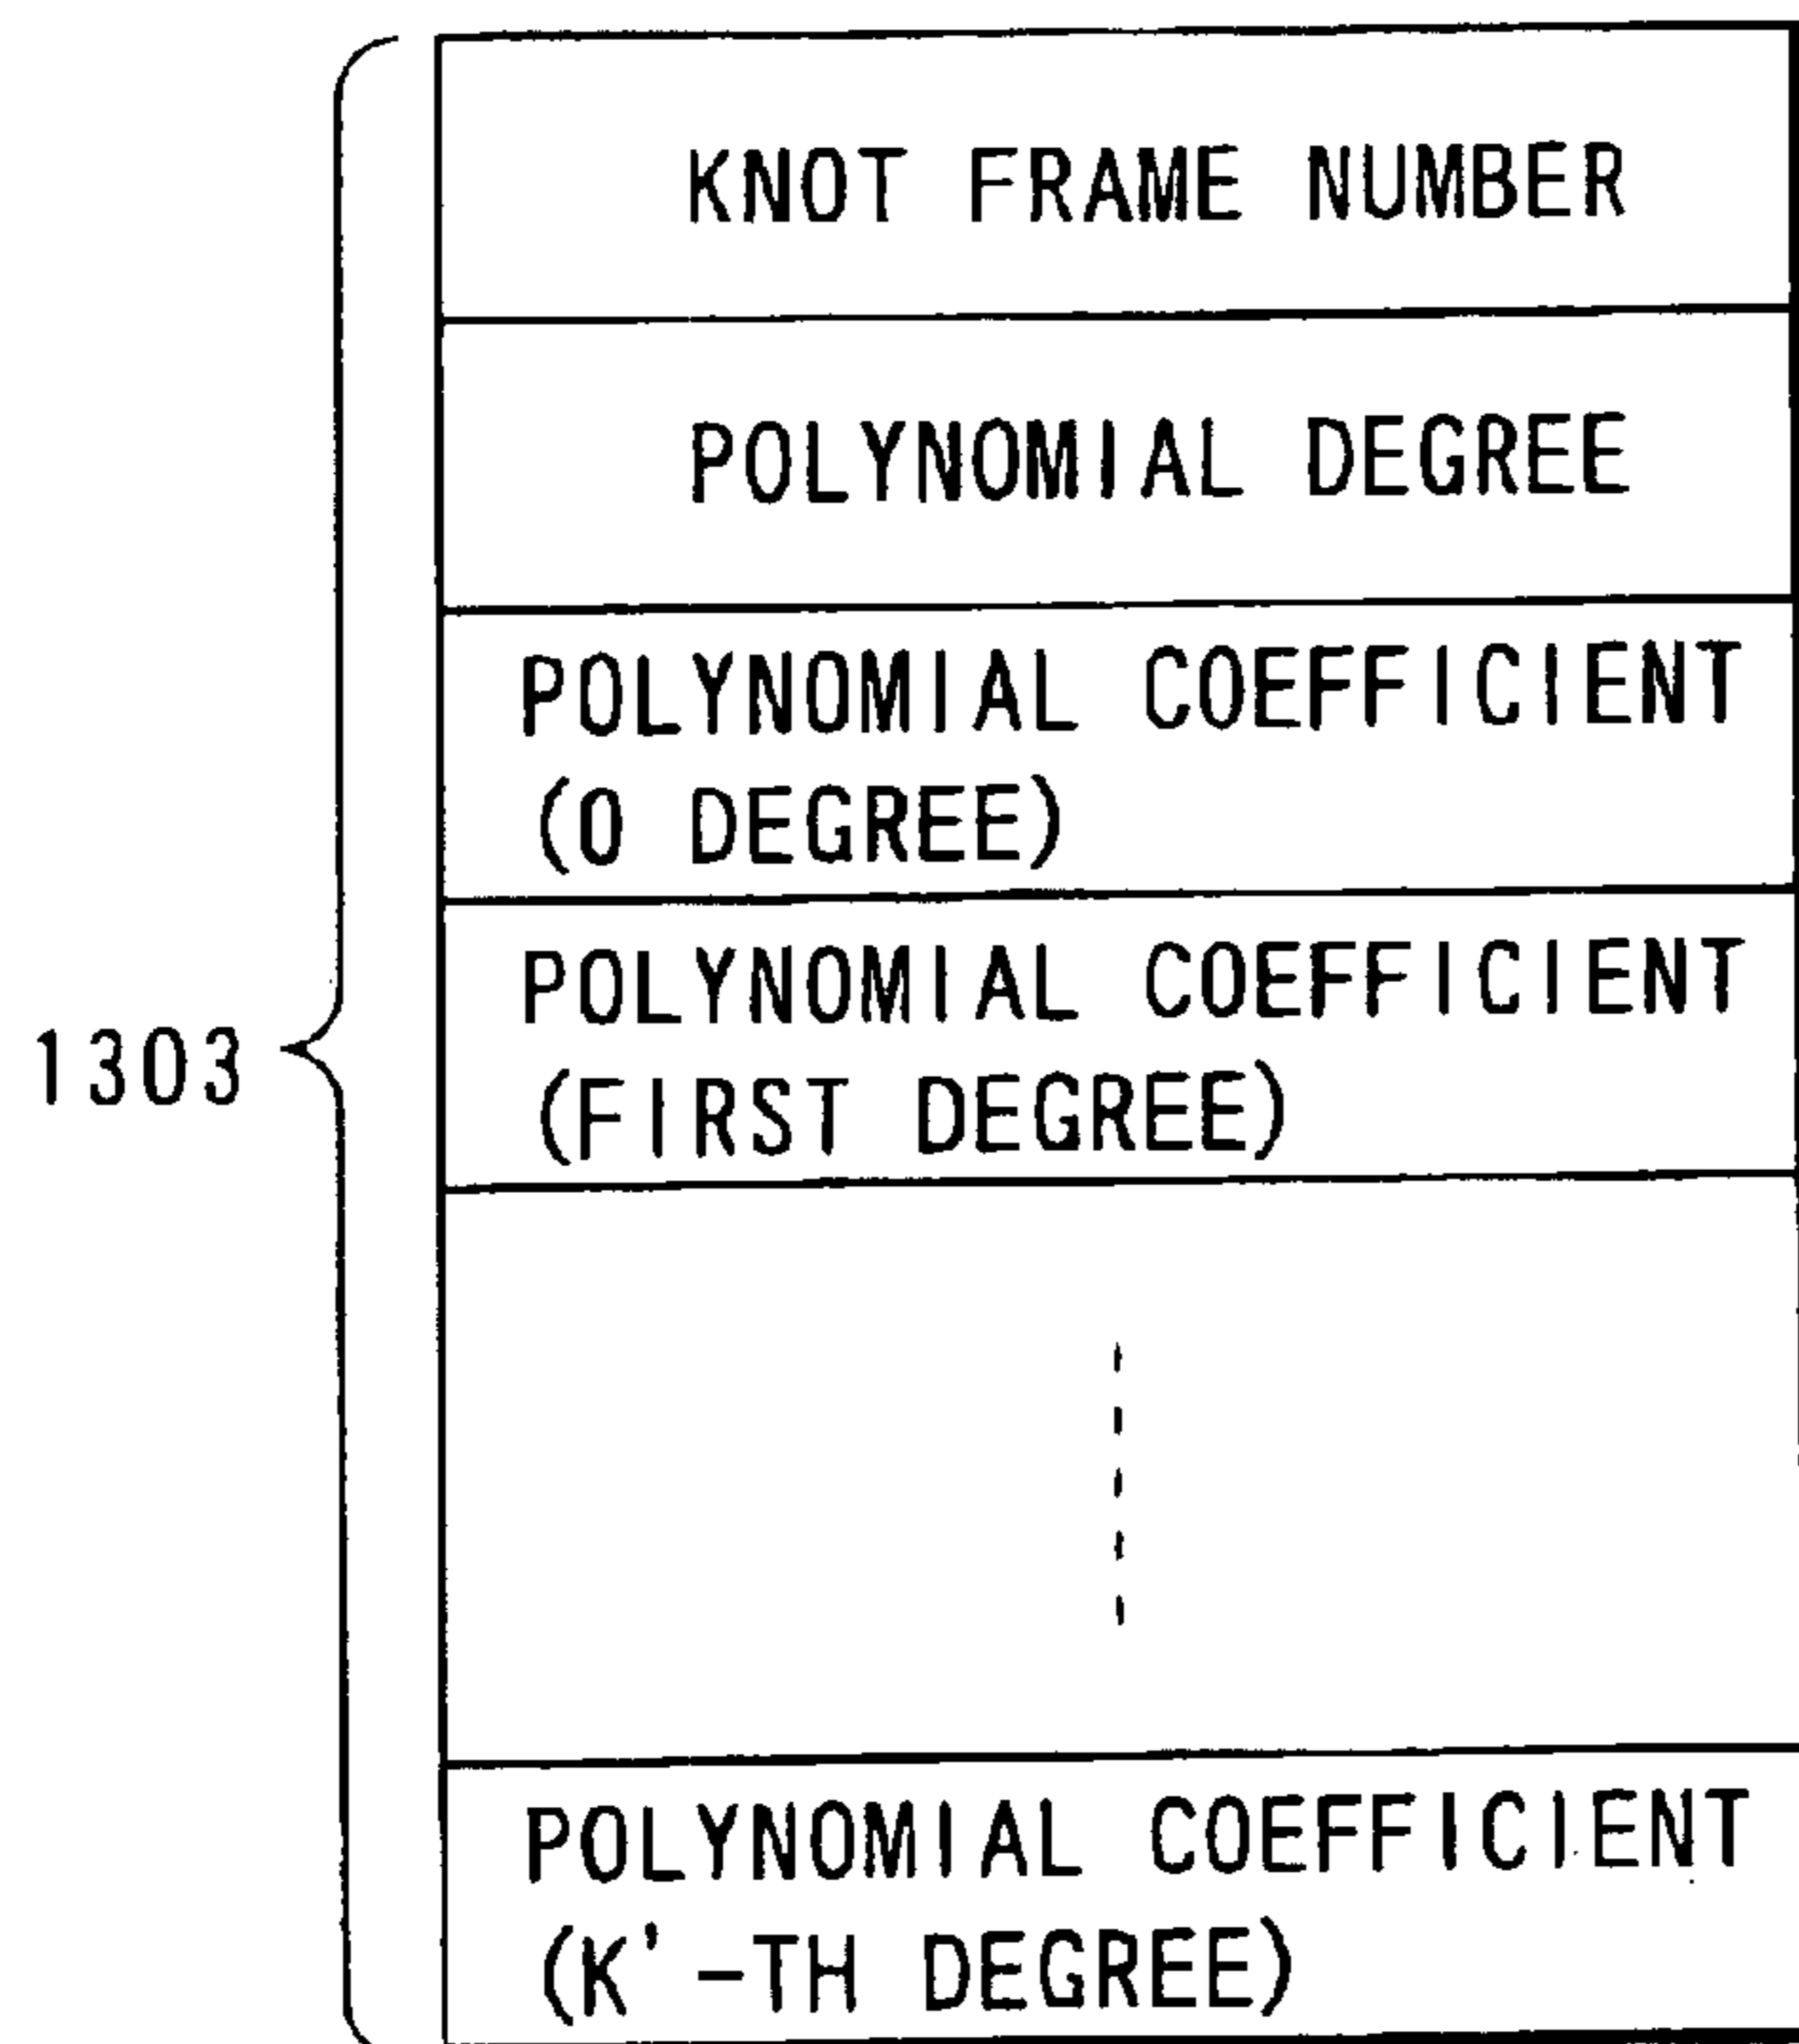 KNOT FRAME NUMBER
POLYNOMIAL DEGREE
POLYNOMIAL COEFFICIENT
(0 DEGREE)
POLYNOMIAL COEFFICIENT
(FIRST DEGREE)
1303
POLYNOMIAL COEFFICIENT
(K'-TH DEGREE)